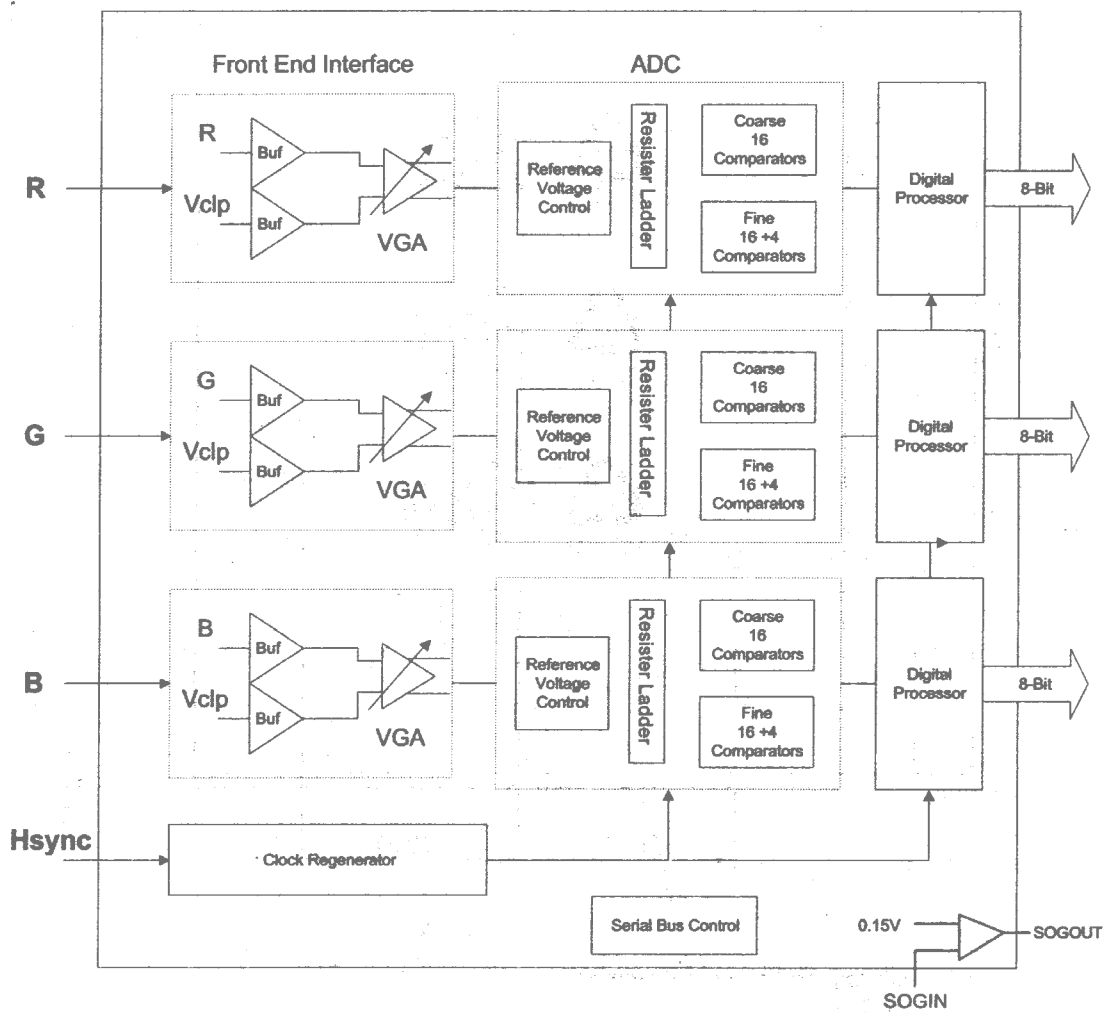 Front End Interface
ADC
R
R
Buf
Vclp
Buf
VGA
Reference
Voltage
Control
Resister Ladder
Coarse
16
Comparators
Fine
16 +4
Comparators
Digital
Processor
8-Bit
G
G
Buf
Vclp
Buf
VGA
Reference
Voltage
Control
Resister Ladder
Coarse
16
Comparators
Fine
16 +4
Comparators
Digital
Processor
8-Bit
B
B
Buf
Vclp
Buf
VGA
Reference
Voltage
Control
Resister Ladder
Coarse
16
Comparators
Fine
16 +4
Comparators
Digital
Processor
8-Bit
Hsync
Clock Regenerator
Serial Bus Control
0.15V
SOGOUT
SOGIN